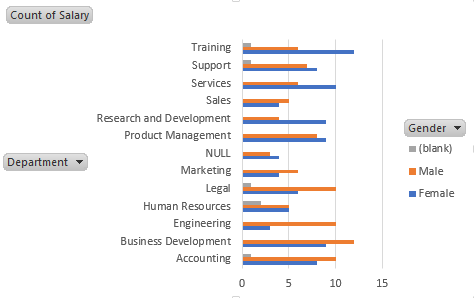 Count of Salary
Training
Support
Services
Sales
Research and Development
Product Management
NULL
Marketing
Legal
Human Resources
Engineering
Business Development
Accounting
0 5 10 15
Department
Gender
(blank)
Male
Female